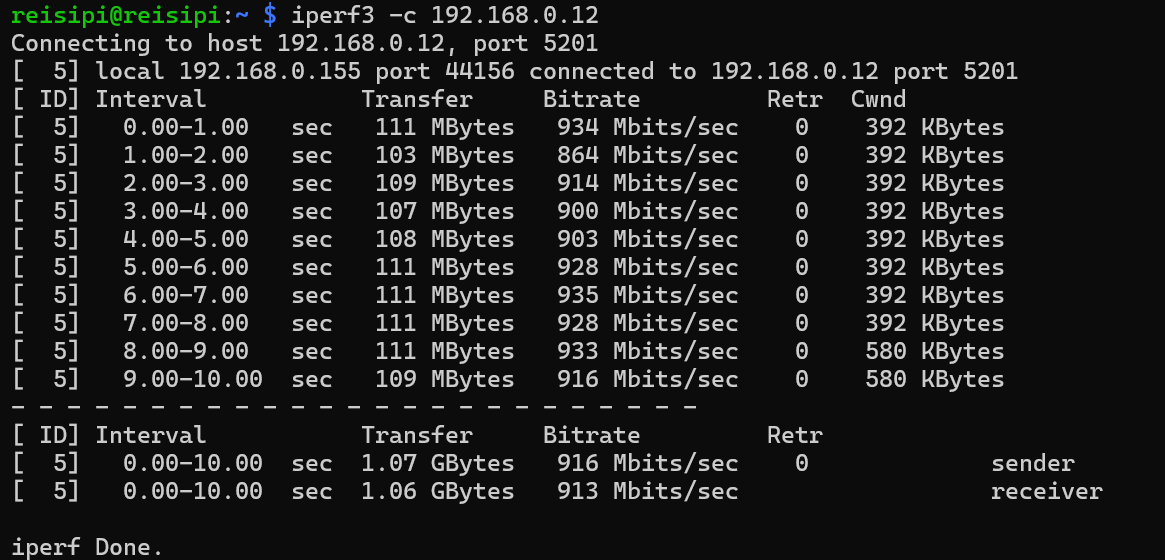 reisipi@reisipi:~ $ iperf3 -c 192.168.0.12
Connecting to host 192.168.0.12, port 5201
[  5] local 192.168.0.155 port 44156 connected to 192.168.0.12 port 5201
[ ID] Interval           Transfer     Bitrate         Retr  Cwnd
[  5]   0.00-1.00   sec   111 MBytes   934 Mbits/sec    0    392 KBytes
[  5]   1.00-2.00   sec   103 MBytes   864 Mbits/sec    0    392 KBytes
[  5]   2.00-3.00   sec   109 MBytes   914 Mbits/sec    0    392 KBytes
[  5]   3.00-4.00   sec   107 MBytes   900 Mbits/sec    0    392 KBytes
[  5]   4.00-5.00   sec   108 MBytes   903 Mbits/sec    0    392 KBytes
[  5]   5.00-6.00   sec   111 MBytes   928 Mbits/sec    0    392 KBytes
[  5]   6.00-7.00   sec   111 MBytes   935 Mbits/sec    0    392 KBytes
[  5]   7.00-8.00   sec   111 MBytes   928 Mbits/sec    0    392 KBytes
[  5]   8.00-9.00   sec   111 MBytes   933 Mbits/sec    0    580 KBytes
[  5]   9.00-10.00  sec   109 MBytes   916 Mbits/sec    0    580 KBytes
- - - - - - - - - - - - - - - - - - - - - - - - -
[ ID] Interval           Transfer     Bitrate         Retr
[  5]   0.00-10.00  sec  1.07 GBytes   916 Mbits/sec    0             sender
[  5]   0.00-10.00  sec  1.06 GBytes   913 Mbits/sec                  receiver

iperf Done.